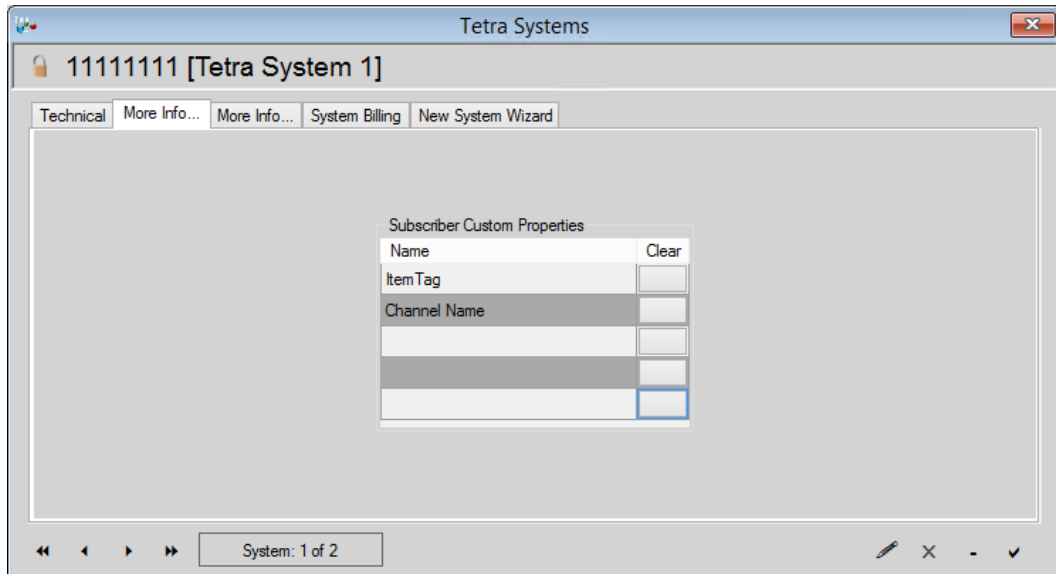 Tetra Systems
11111111 [Tetra System 1]
Technical More Info... More Info... System Billing New System Wizard
Subscriber Custom Properties
Name Clear
ItemTag
Channel Name
System: 1 of 2